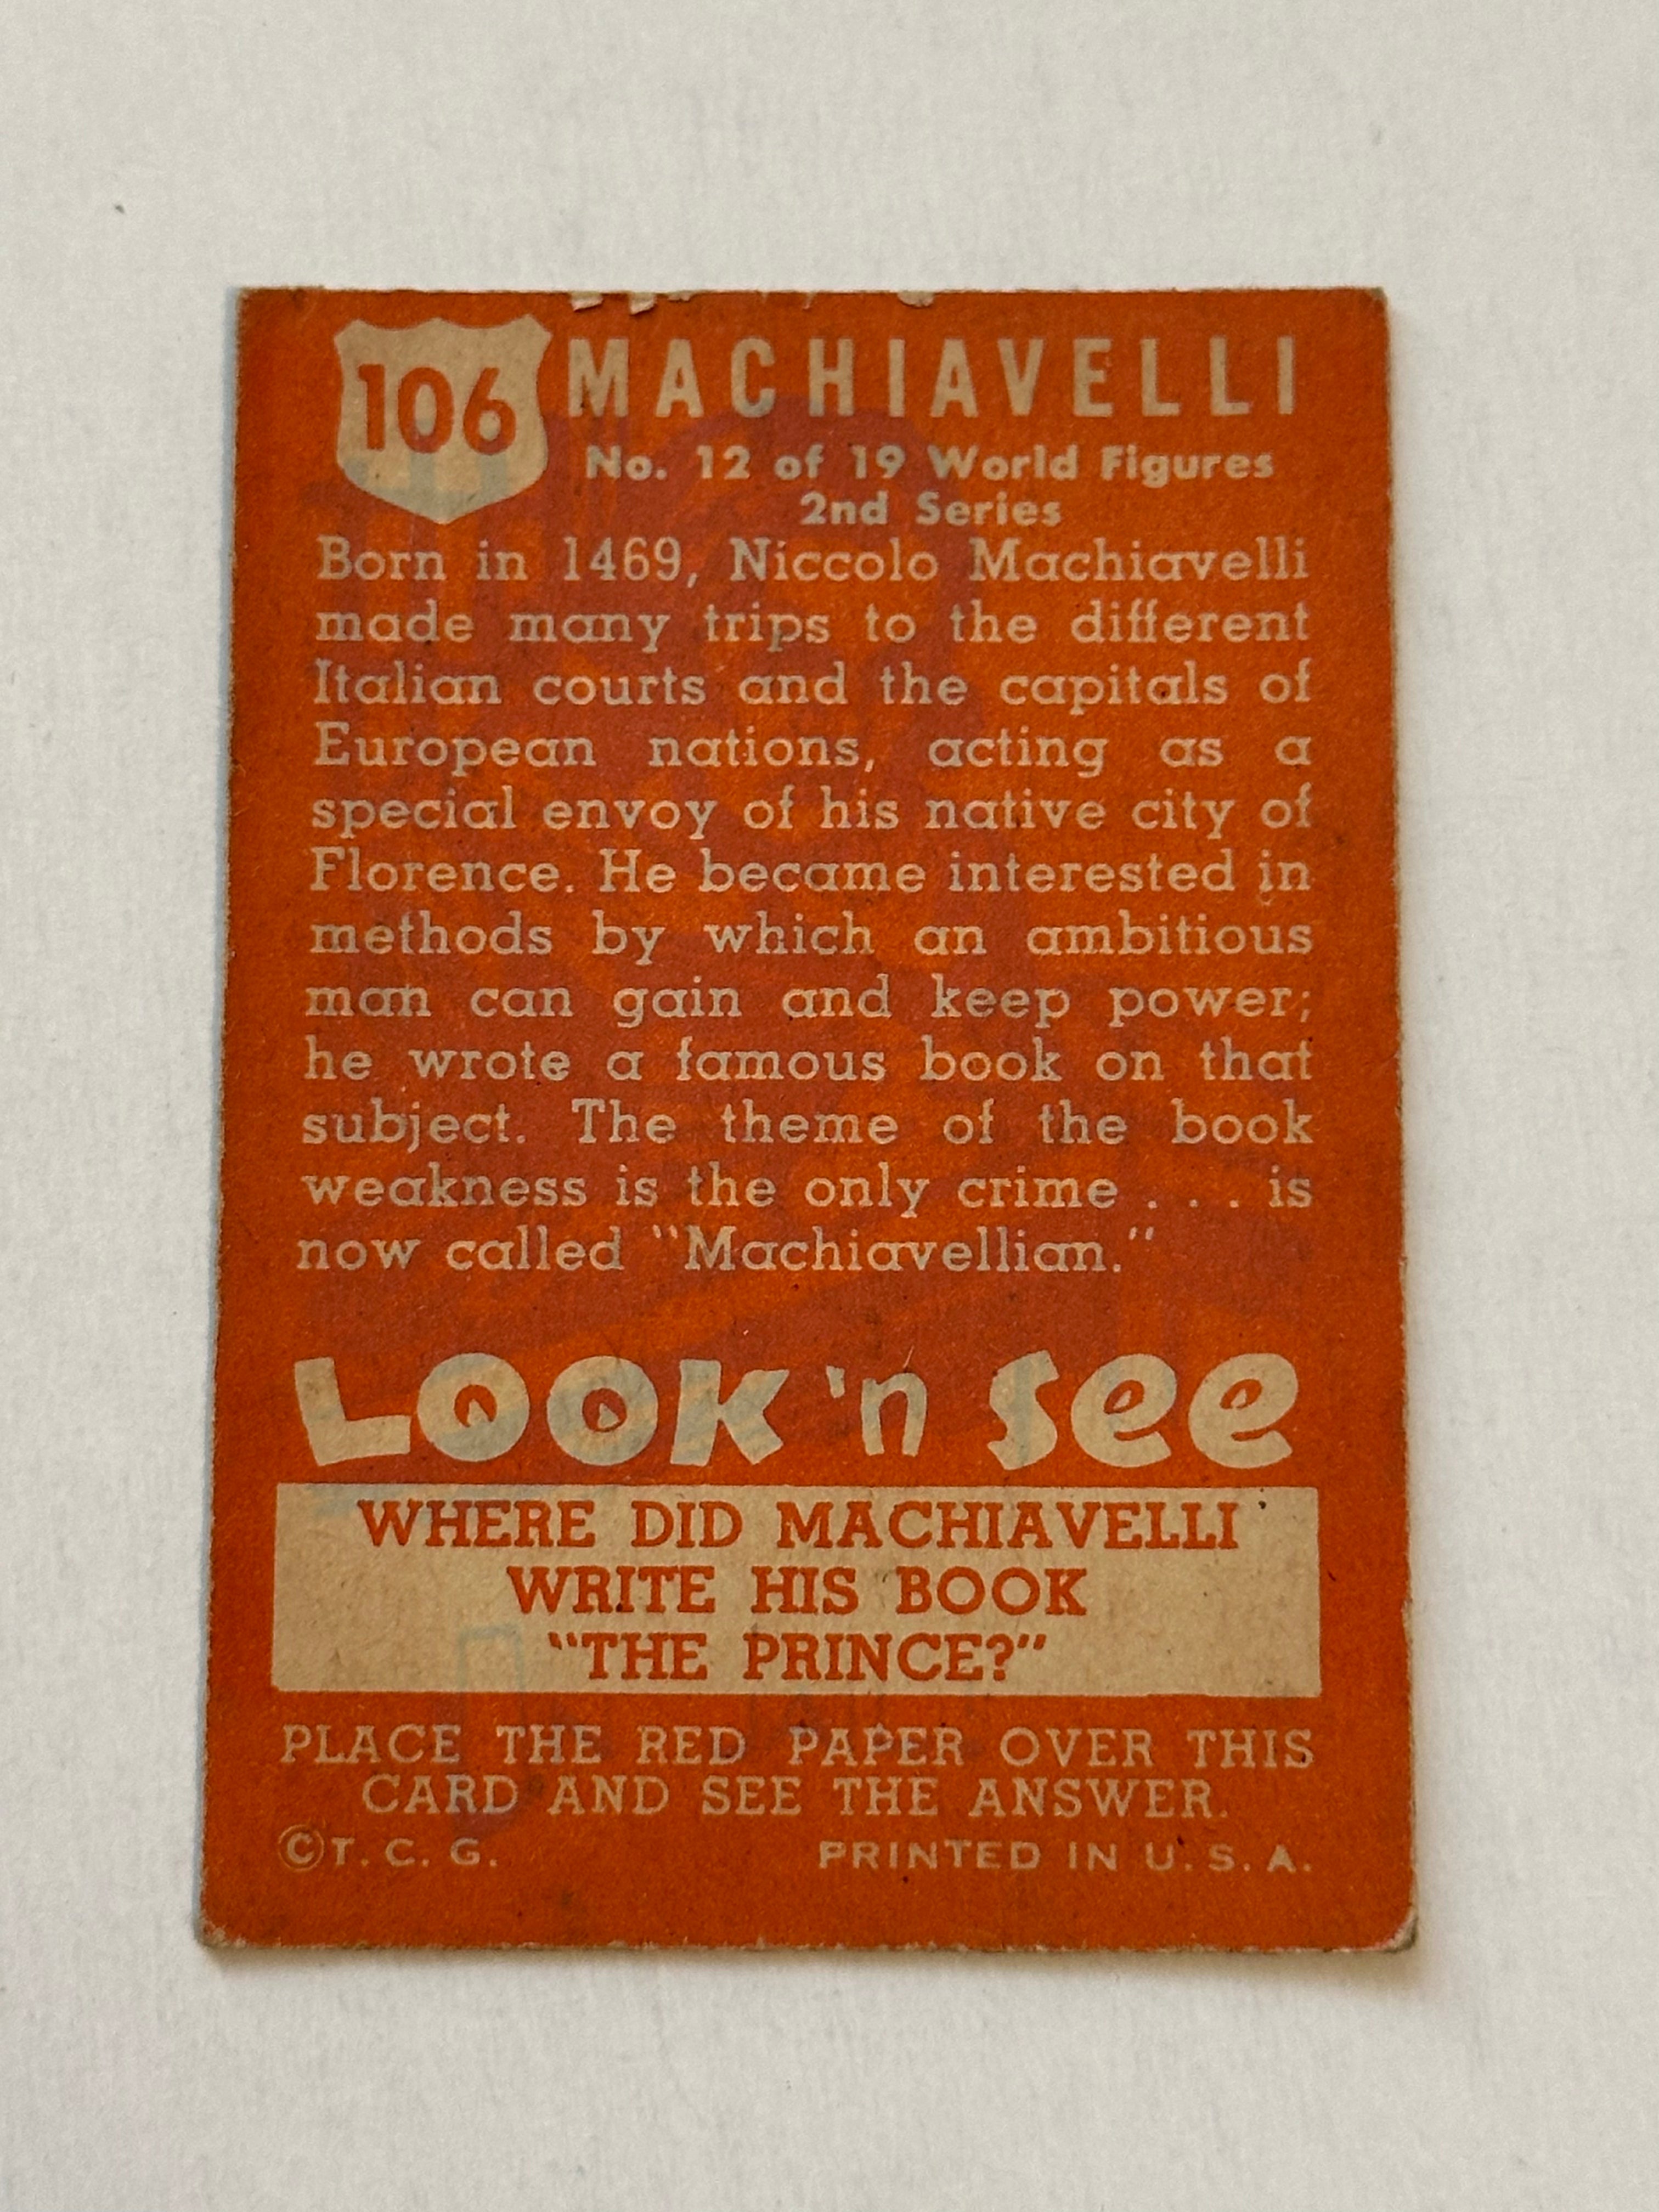 106
MACHIAVELLI
No. 12 of 19 World Figures
2nd Series
Born in 1469, Niccolo Machiavelli
made many trips to the different
Italian courts and the capitals of
European nations, acting as a
special envoy of his native city of
Florence. He became interested in
methods by which an ambitious
man can gain and keep power;
he wrote a famous book on that
subject. The theme of the book
weakness is the only crime . . . is
now called "Machiavellian."
LOOK 'n See
WHERE DID MACHIAVELLI
WRITE HIS BOOK
"THE PRINCE?"
PLACE THE RED PAPER OVER THIS
CARD AND SEE THE ANSWER.
©T. C. G. PRINTED IN U. S. A.